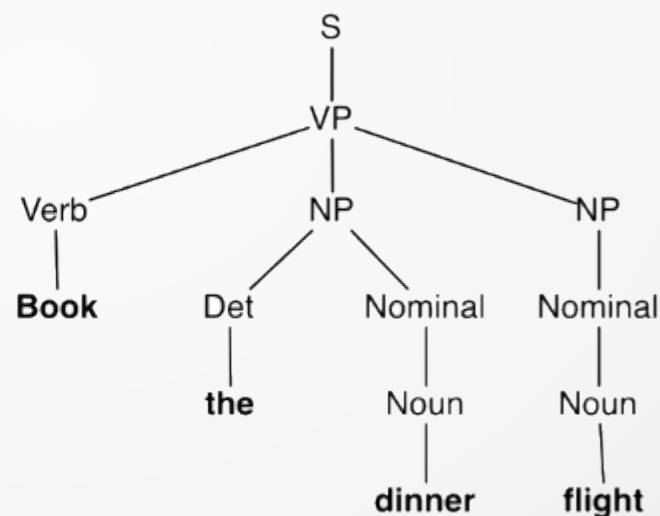 S
VP
Verb NP NP
Book Det Nominal Nominal
the Noun Noun
dinner flight